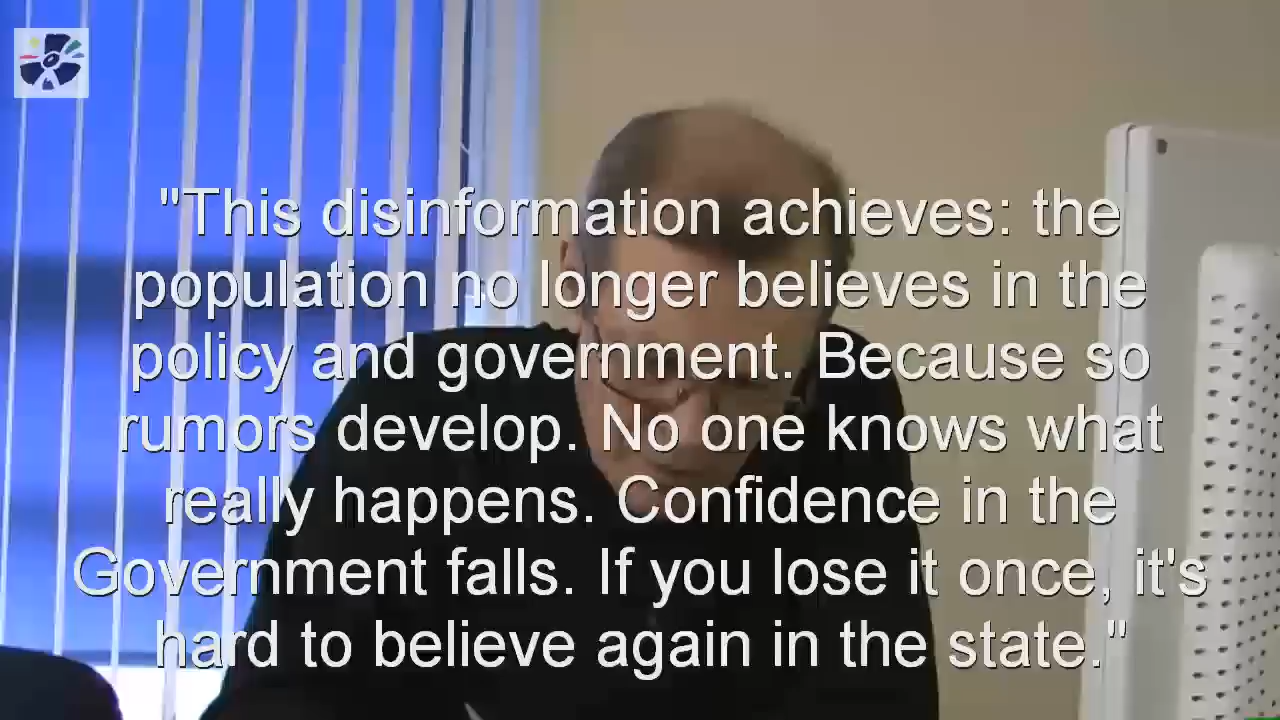 "This disinformation achieves: the
population no longer believes in the
policy and government. Because so
rumors develop. No one knows what
really happens. Confidence in the
Government falls. If you lose it once, it's
hard to believe again in the state."